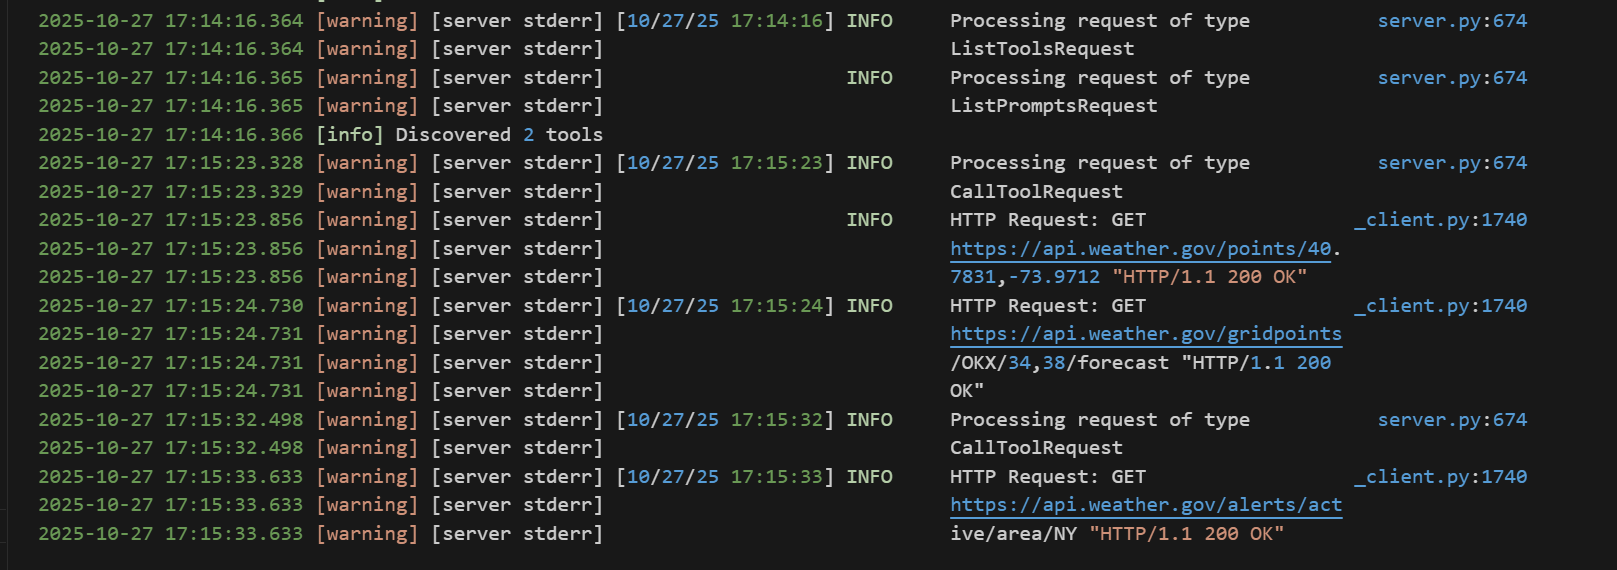 2025-10-27 17:14:16.364 [warning] [server stderr] [10/27/25 17:14:16] INFO Processing request of type server.py:674
2025-10-27 17:14:16.364 [warning] [server stderr] ListToolsRequest
2025-10-27 17:14:16.365 [warning] [server stderr] INFO Processing request of type server.py:674
2025-10-27 17:14:16.365 [warning] [server stderr] ListPromptsRequest
2025-10-27 17:14:16.366 [info] Discovered 2 tools
2025-10-27 17:15:23.328 [warning] [server stderr] [10/27/25 17:15:23] INFO Processing request of type server.py:674
2025-10-27 17:15:23.329 [warning] [server stderr] CallToolRequest
2025-10-27 17:15:23.856 [warning] [server stderr] INFO HTTP Request: GET _client.py:1740
2025-10-27 17:15:23.856 [warning] [server stderr] https://api.weather.gov/points/40.
2025-10-27 17:15:23.856 [warning] [server stderr] 7831,-73.9712 "HTTP/1.1 200 OK"
2025-10-27 17:15:24.730 [warning] [server stderr] [10/27/25 17:15:24] INFO HTTP Request: GET _client.py:1740
2025-10-27 17:15:24.731 [warning] [server stderr] https://api.weather.gov/gridpoints
2025-10-27 17:15:24.731 [warning] [server stderr] /OKX/34,38/forecast "HTTP/1.1 200
2025-10-27 17:15:24.731 [warning] [server stderr] OK"
2025-10-27 17:15:32.498 [warning] [server stderr] [10/27/25 17:15:32] INFO Processing request of type server.py:674
2025-10-27 17:15:32.498 [warning] [server stderr] CallToolRequest
2025-10-27 17:15:33.633 [warning] [server stderr] [10/27/25 17:15:33] INFO HTTP Request: GET _client.py:1740
2025-10-27 17:15:33.633 [warning] [server stderr] https://api.weather.gov/alerts/act
2025-10-27 17:15:33.633 [warning] [server stderr] ive/area/NY "HTTP/1.1 200 OK"